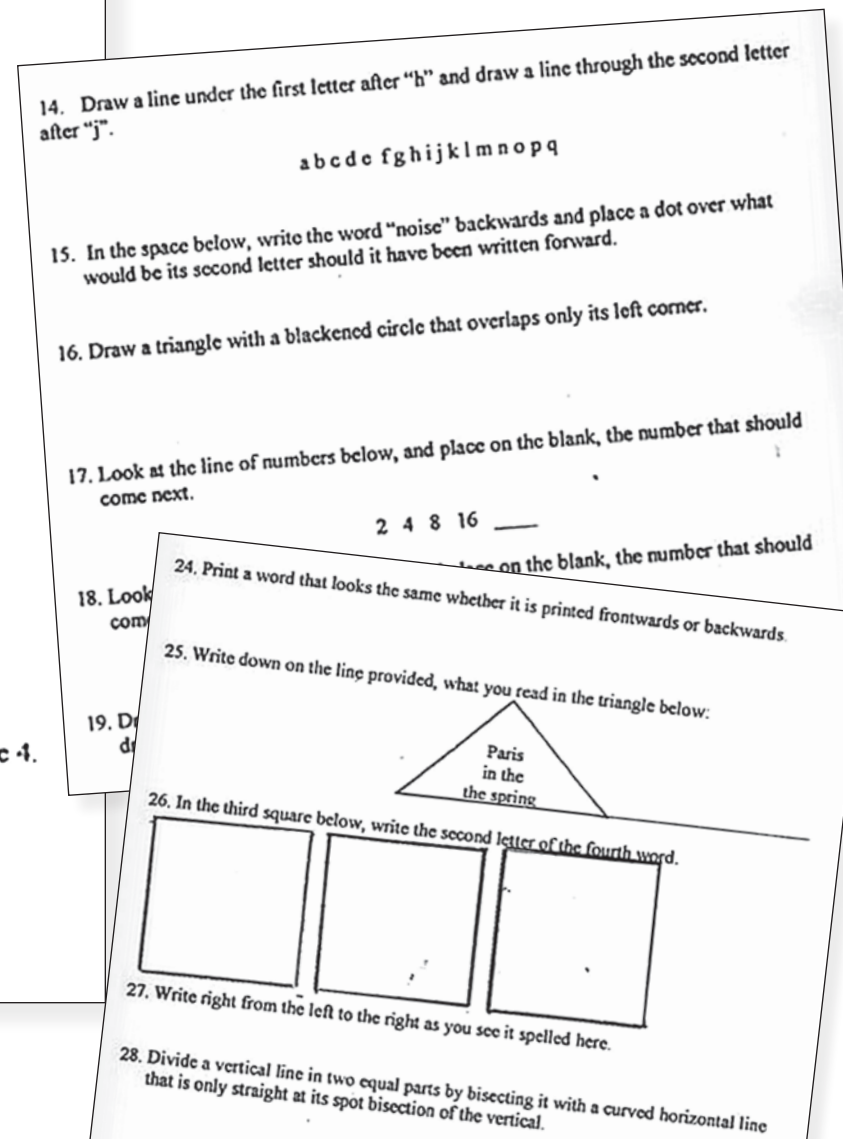 14. Draw a line under the first letter after “h” and draw a line through the second letter
after “j”.
a b c d e f g h i j k l m n o p q
15. In the space below, write the word “noise” backwards and place a dot over what
would be its second letter should it have been written forward.
16. Draw a triangle with a blackened circle that overlaps only its left corner.
17. Look at the line of numbers below, and place on the blank, the number that should
come next.
2 4 8 16 ____
18. Look
on the blank, the number that should
com
19. Dr
dr
24. Print a word that looks the same whether it is printed frontwards or backwards.
25. Write down on the line provided, what you read in the triangle below:
Paris
in the
the spring
26. In the third square below, write the second letter of the fourth word.
27. Write right from the left to the right as you see it spelled here.
28. Divide a vertical line in two equal parts by bisecting it with a curved horizontal line
that is only straight at its spot bisection of the vertical.